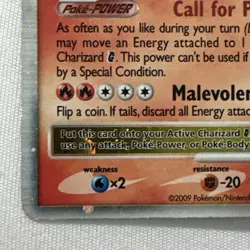 Poké-POWER Call for P
As often as you like during your turn (
may move an Energy attached to 1
Charizard G. This power can't be used if
by a Special Condition.
Malevolen
Flip a coin. If tails, discard all Energy attac
Put this card onto your Active Charizard G
use any attack, Poké-Power, or Poké-Body
weakness resistance
×2 -20
©2009 Pokémon/Nintend